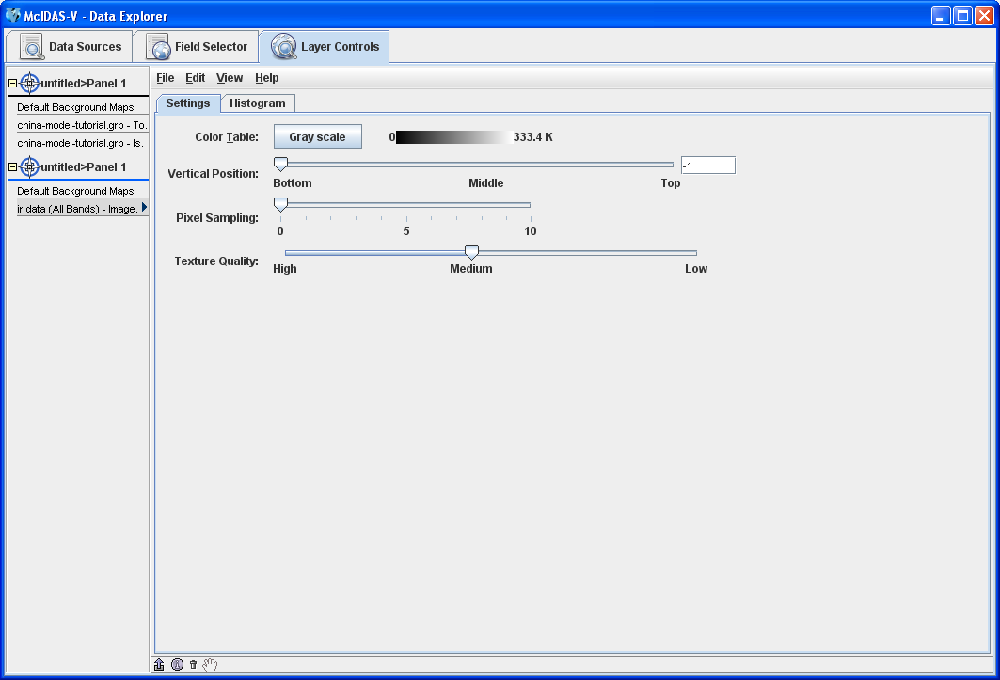 McIDAS-V - Data Explorer
Data Sources Field Selector Layer Controls
untitled>Panel 1
Default Background Maps
china-model-tutorial.grb - To.
china-model-tutorial.grb - Is.
untitled>Panel 1
Default Background Maps
ir data (All Bands) - Image.
File Edit View Help
Settings Histogram
Color Table: Gray scale 0 333.4 K
Vertical Position: -1
Bottom Middle Top
Pixel Sampling:
0 5 10
Texture Quality:
High Medium Low